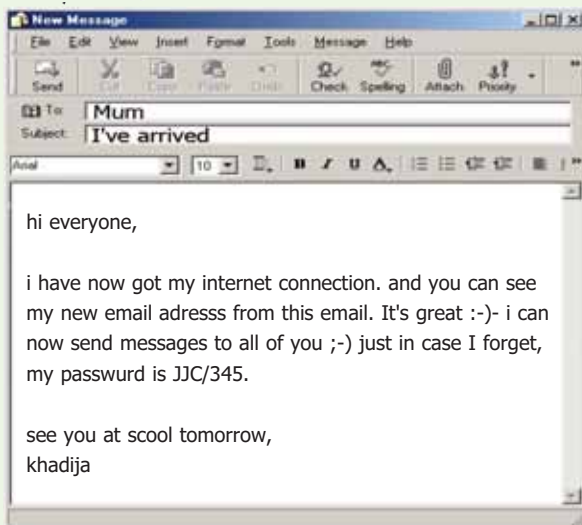 New Message
File Edit View Insert Format Tools Message Help
Send Cut Copy Paste Undo Check Spelling Attach Priority
To: Mum
Subject: I've arrived
Arial 10 B I U A
hi everyone,
i have now got my internet connection. and you can see
my new email adresss from this email. It's great :-)- i can
now send messages to all of you ;-) just in case I forget,
my passwurd is JJC/345.
see you at scool tomorrow,
khadija